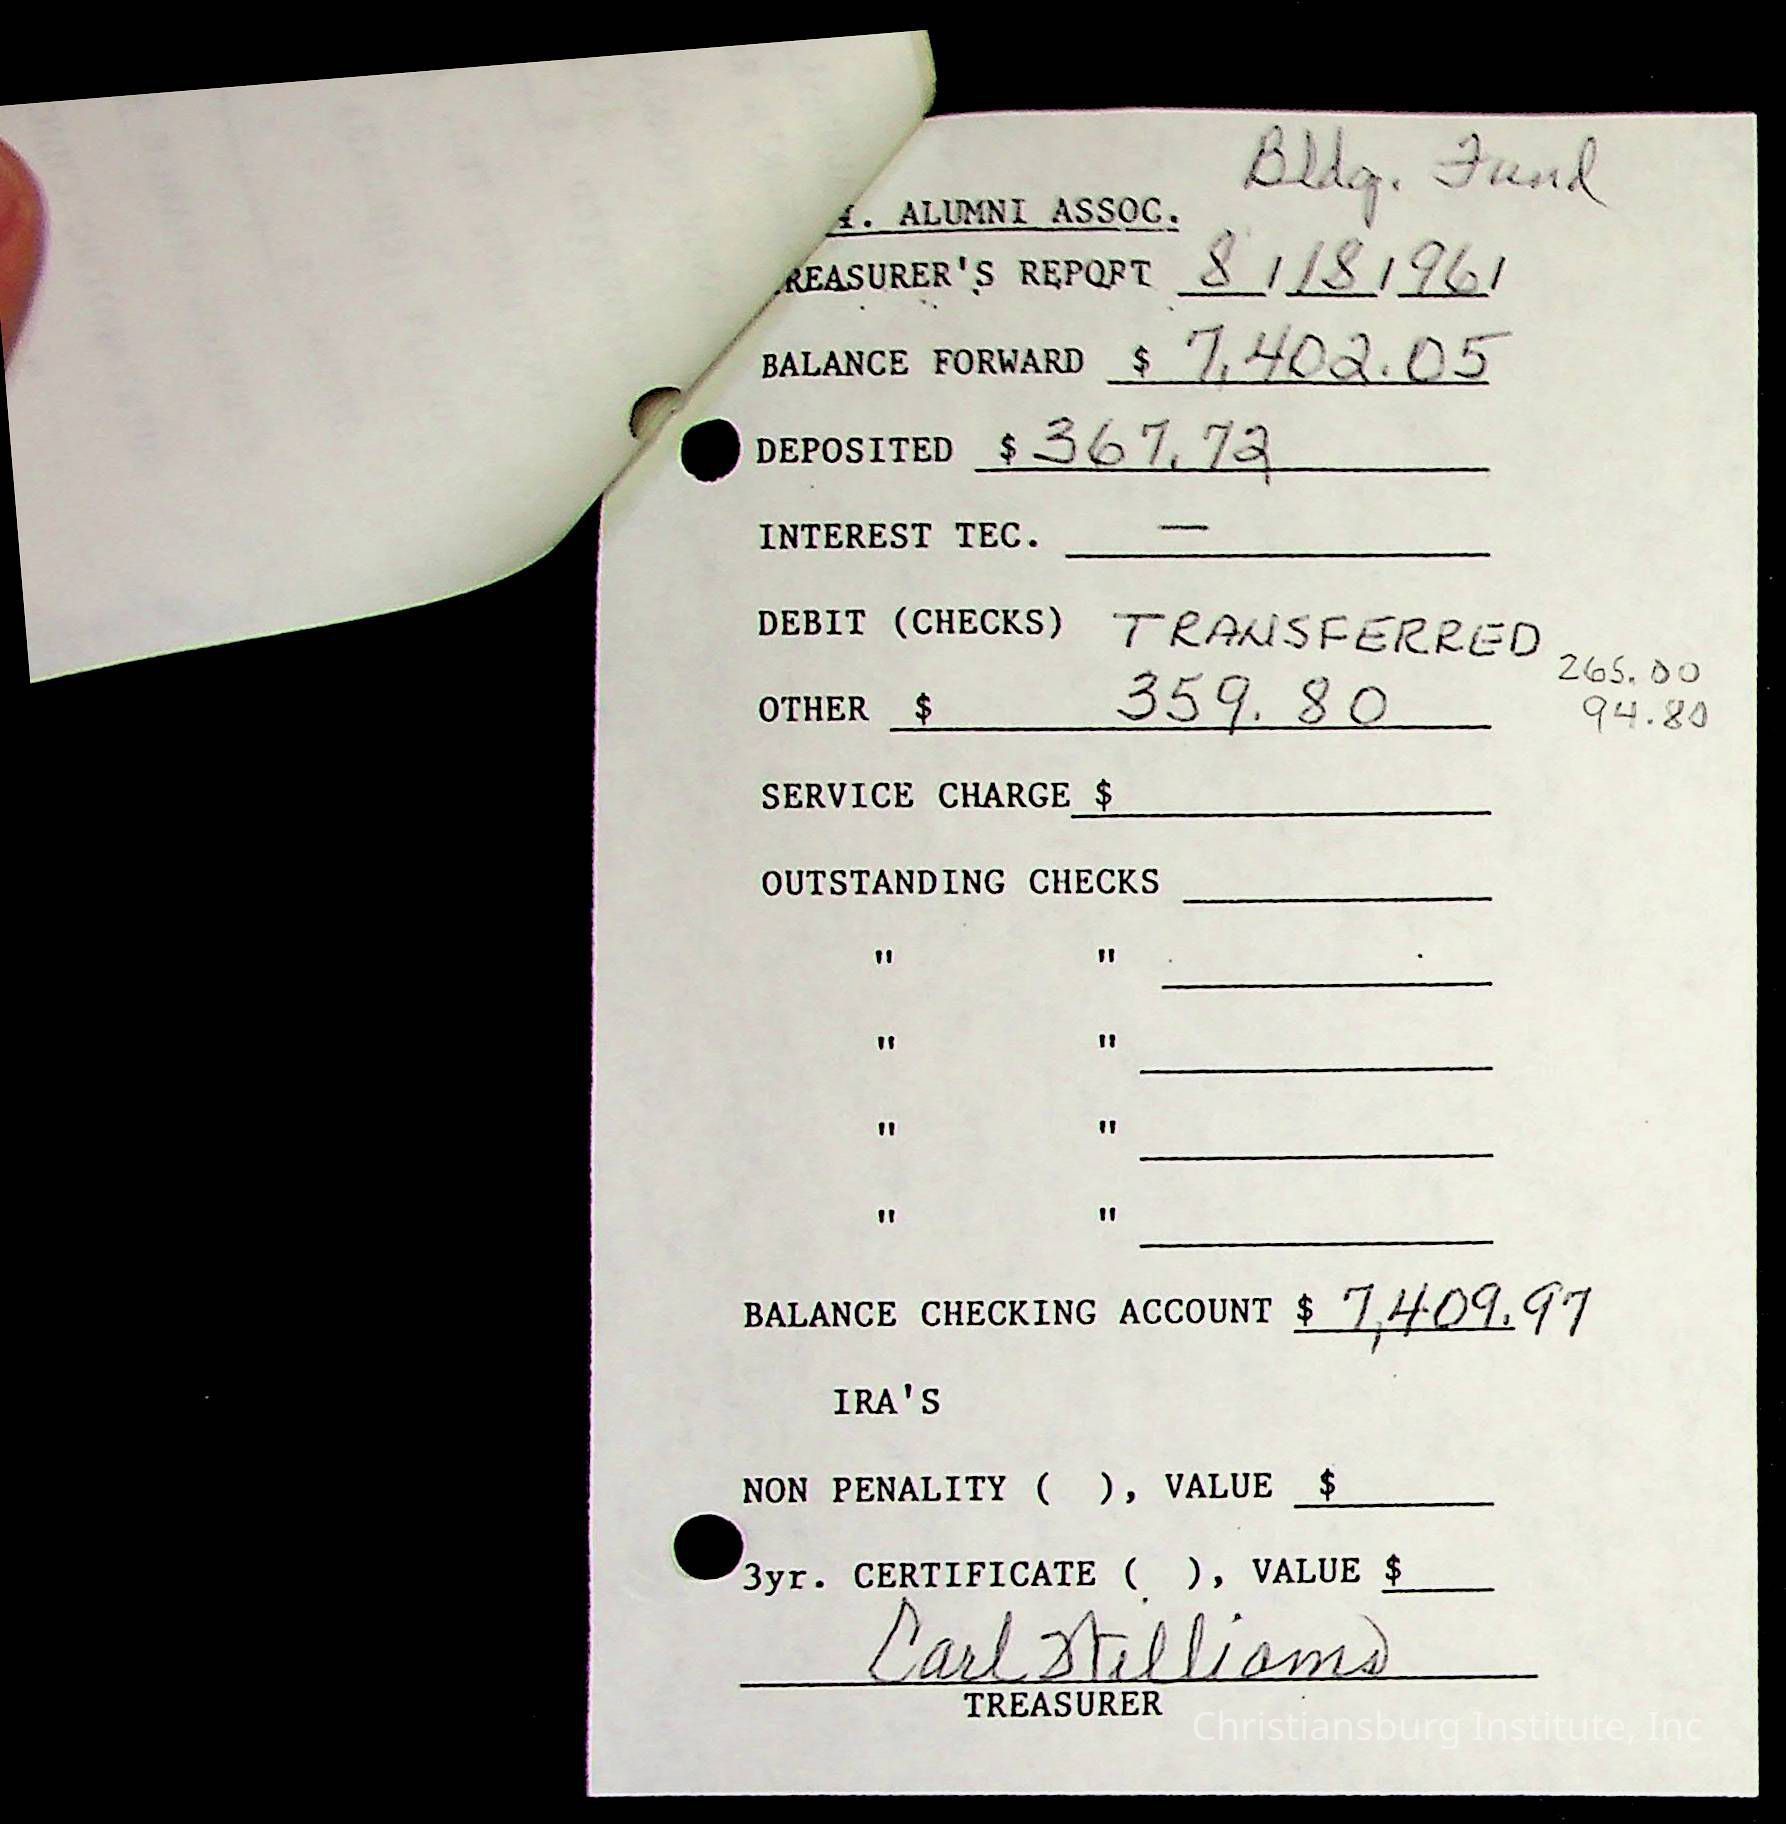 Bldg. Fund
. ALUMNI ASSOC.
REASURER'S REPORT 8/18/96/
BALANCE FORWARD $ 7,402.05
DEPOSITED $ 367.72
INTEREST TEC. —
DEBIT (CHECKS) TRANSFERRED
265.00
OTHER $ 359.80 94.80
SERVICE CHARGE $
OUTSTANDING CHECKS
" "
" "
" "
" "
BALANCE CHECKING ACCOUNT $ 7,409.97
IRA'S
NON PENALITY ( ), VALUE $
3yr. CERTIFICATE ( ), VALUE $
Carl Williams
TREASURER
Christiansburg Institute, Inc